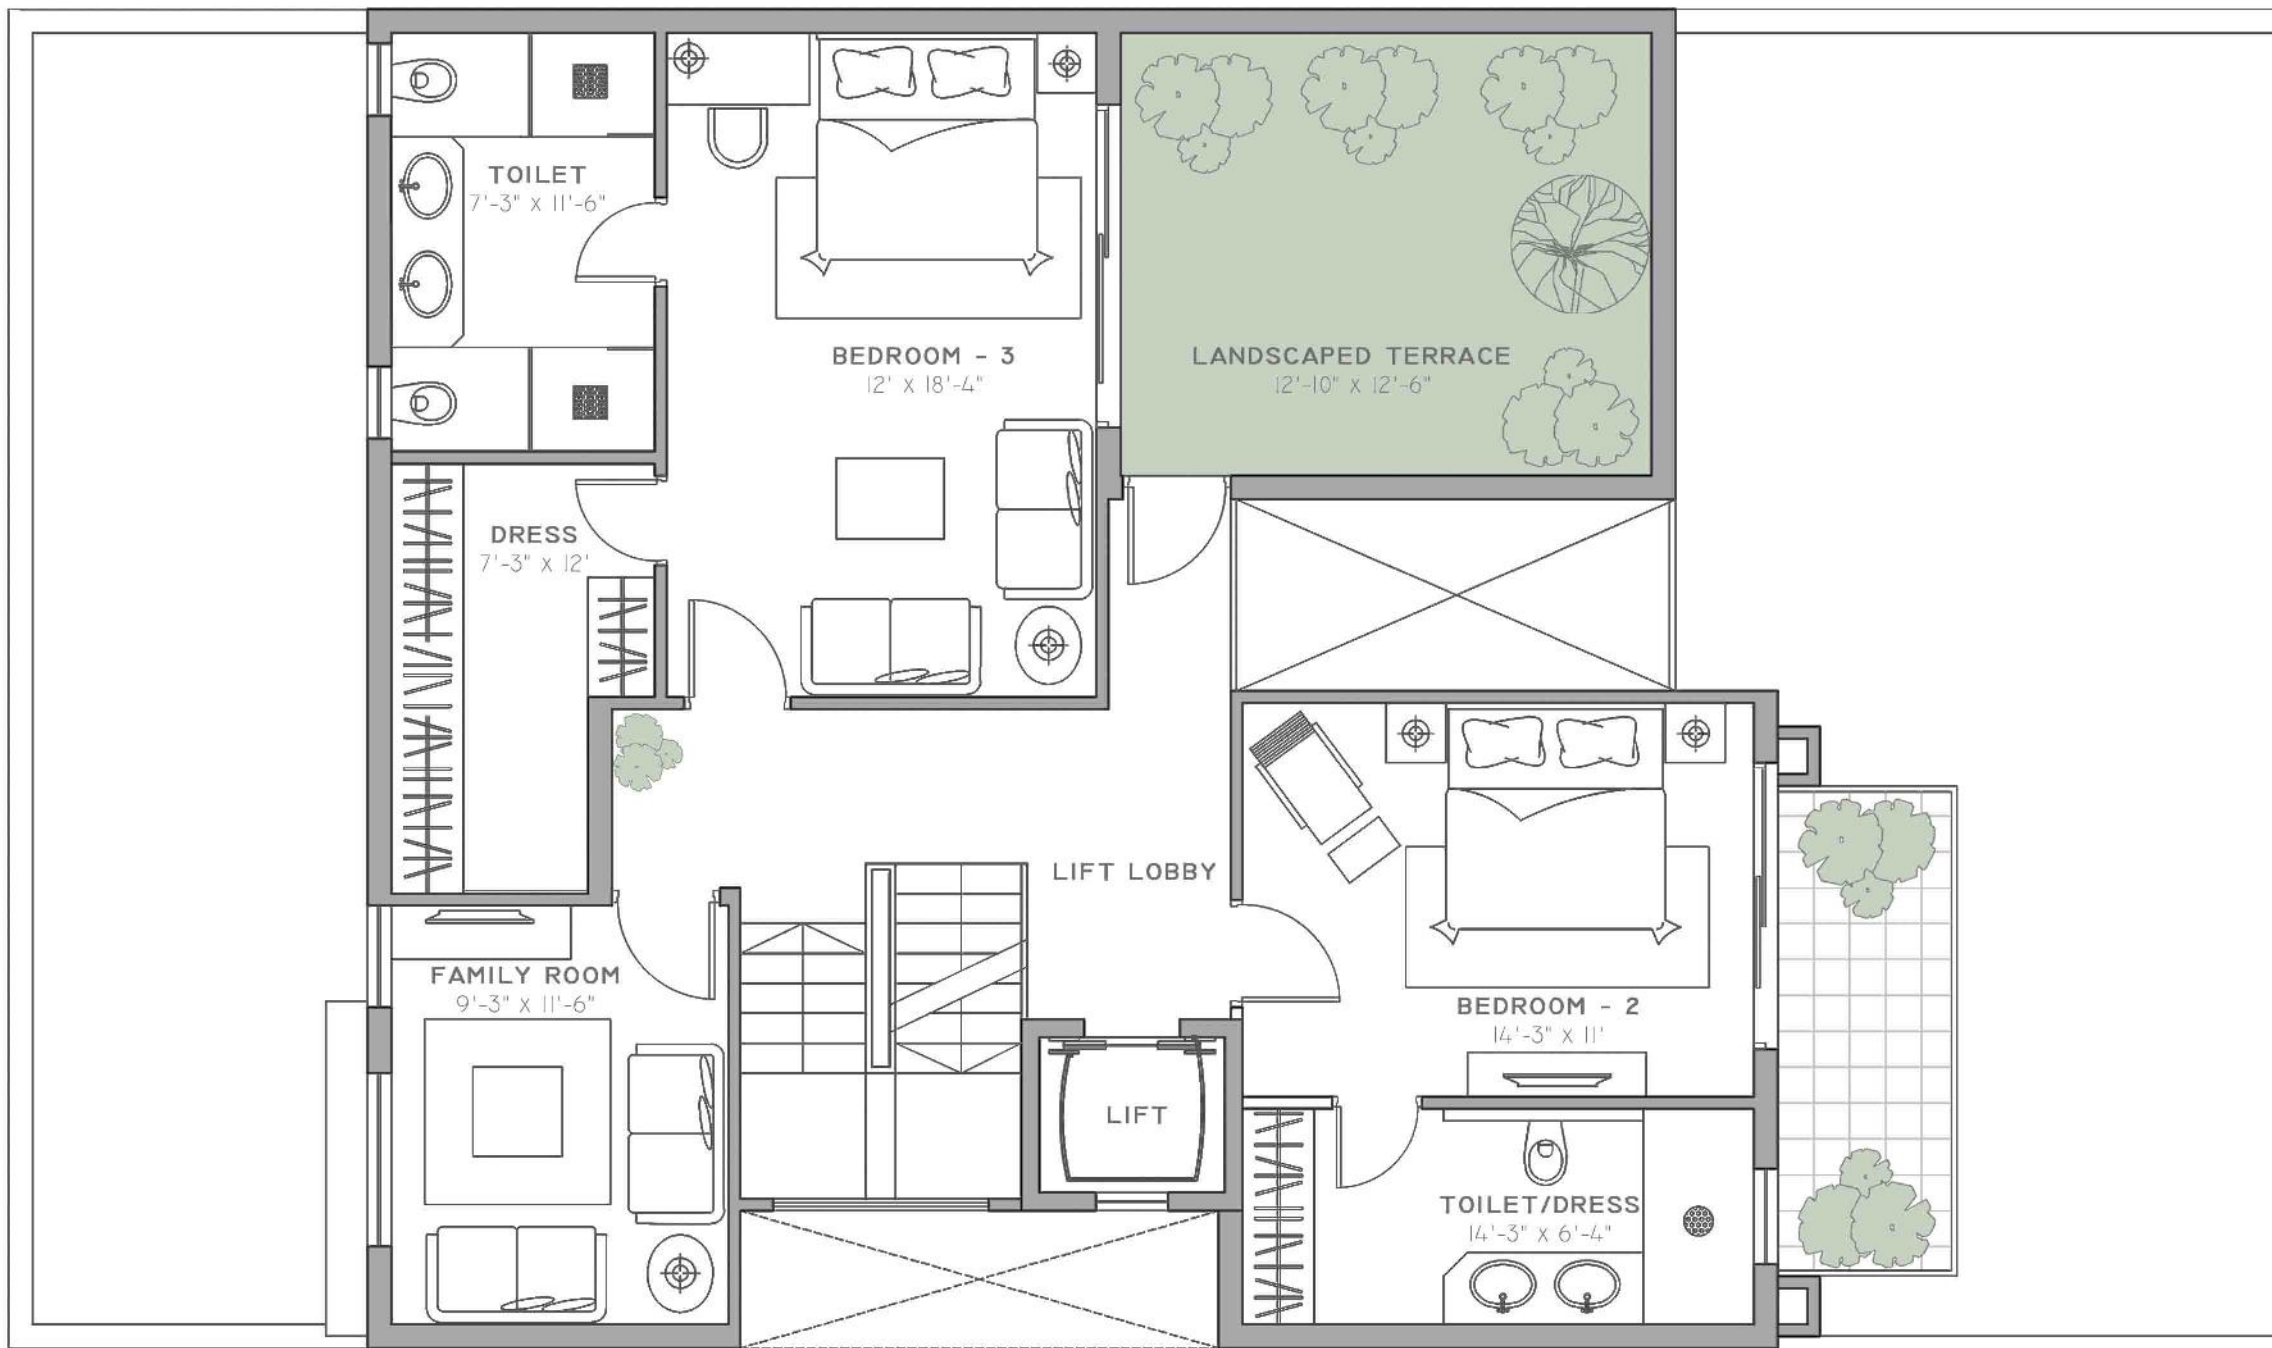 TOILET
7'-3" X 11'-6"
BEDROOM - 3
12' X 18'-4"
LANDSCAPED TERRACE
12'-10" X 12'-6"
DRESS
7'-3" X 12'
LIFT LOBBY
FAMILY ROOM
9'-3" X 11'-6"
BEDROOM - 2
14'-3" X 11'
LIFT
TOILET/DRESS
14'-3" X 6'-4"